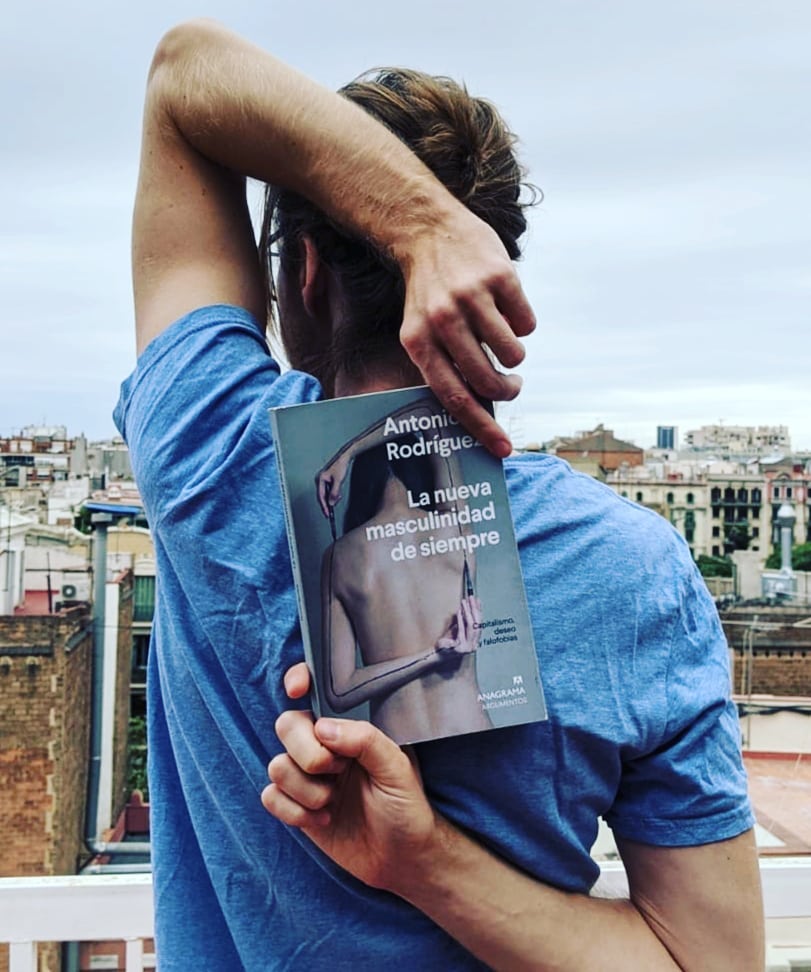 Antonio
Rodríguez
La nueva
masculinidad
de siempre
Capitalismo,
deseo
y falofobias
ANAGRAMA
ARGUMENTOS